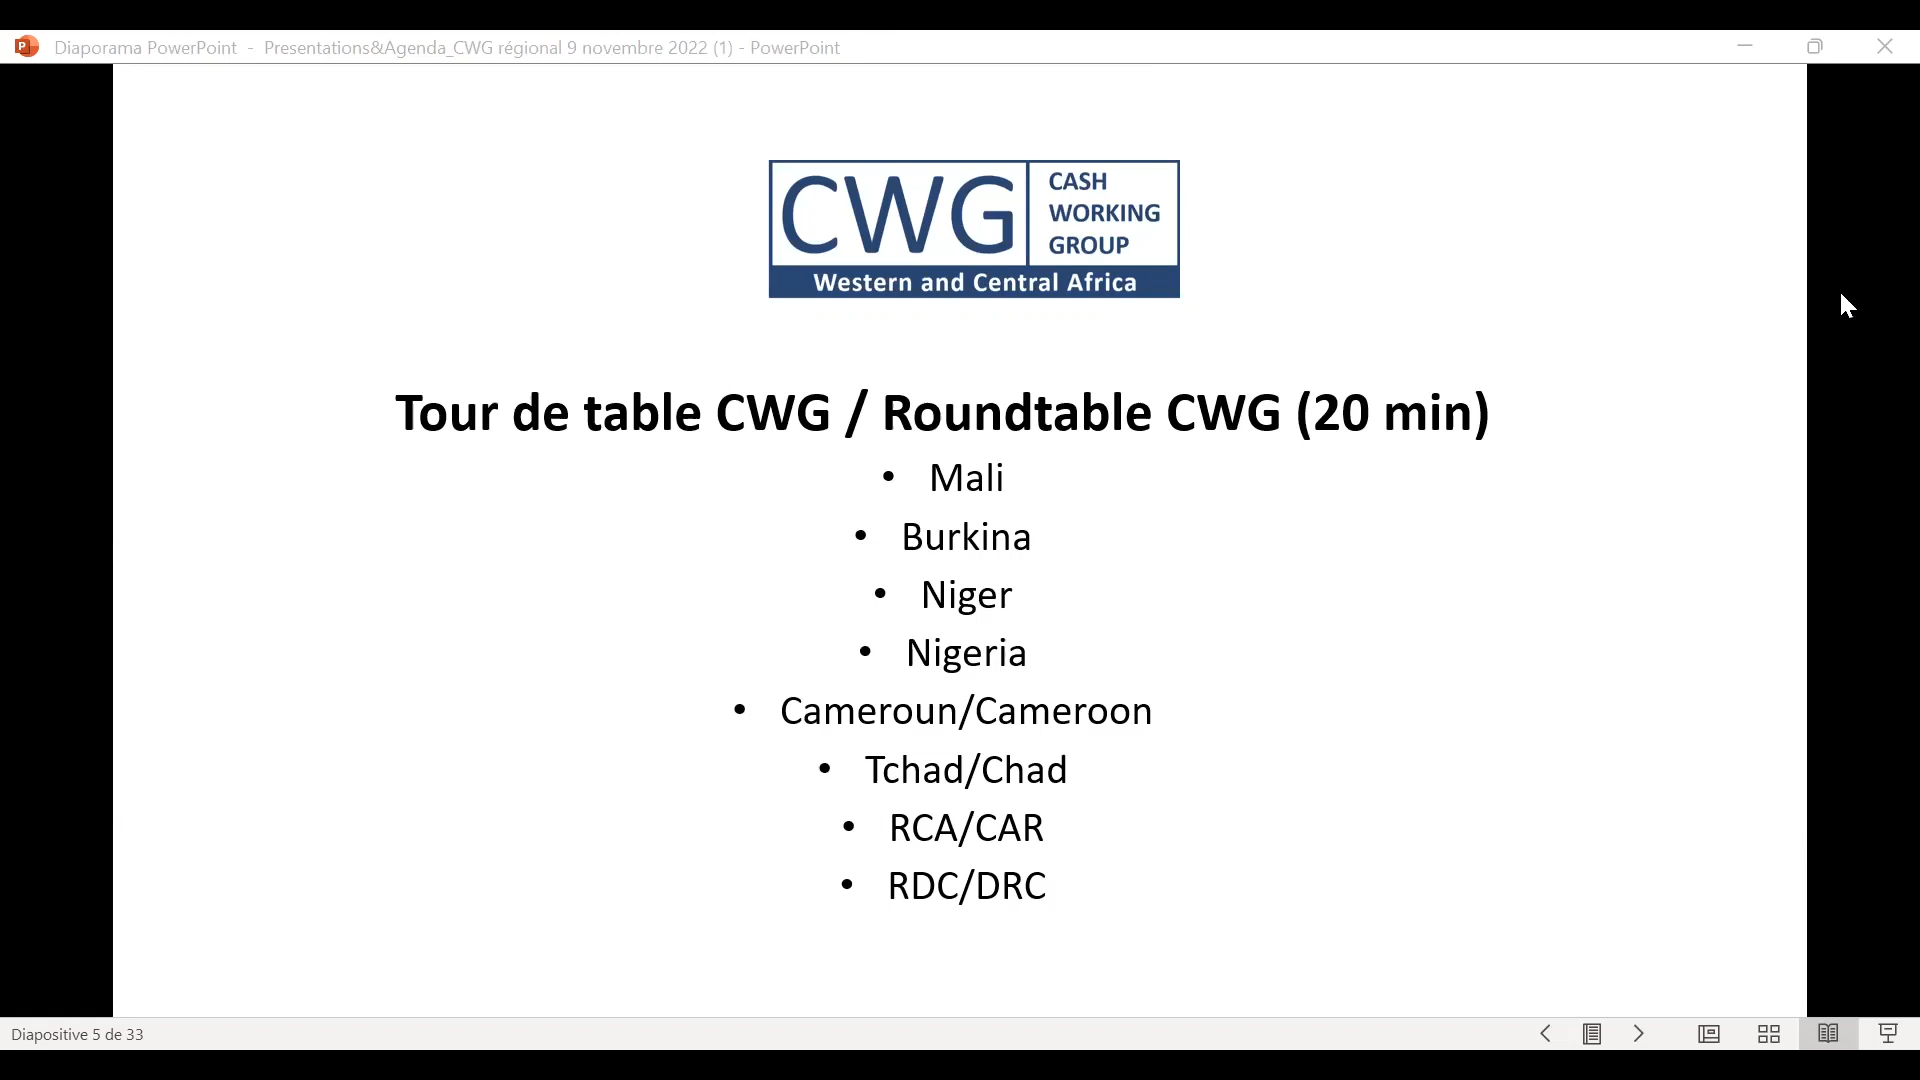 Diaporama PowerPoint - Presentations&Agenda_CWG régional 9 novembre 2022 (1) - PowerPoint
CWG
CASH
WORKING
GROUP
Western and Central Africa
Tour de table CWG / Roundtable CWG (20 min)
• Mali
• Burkina
• Niger
• Nigeria
• Cameroun/Cameroon
• Tchad/Chad
• RCA/CAR
• RDC/DRC
Diapositive 5 de 33